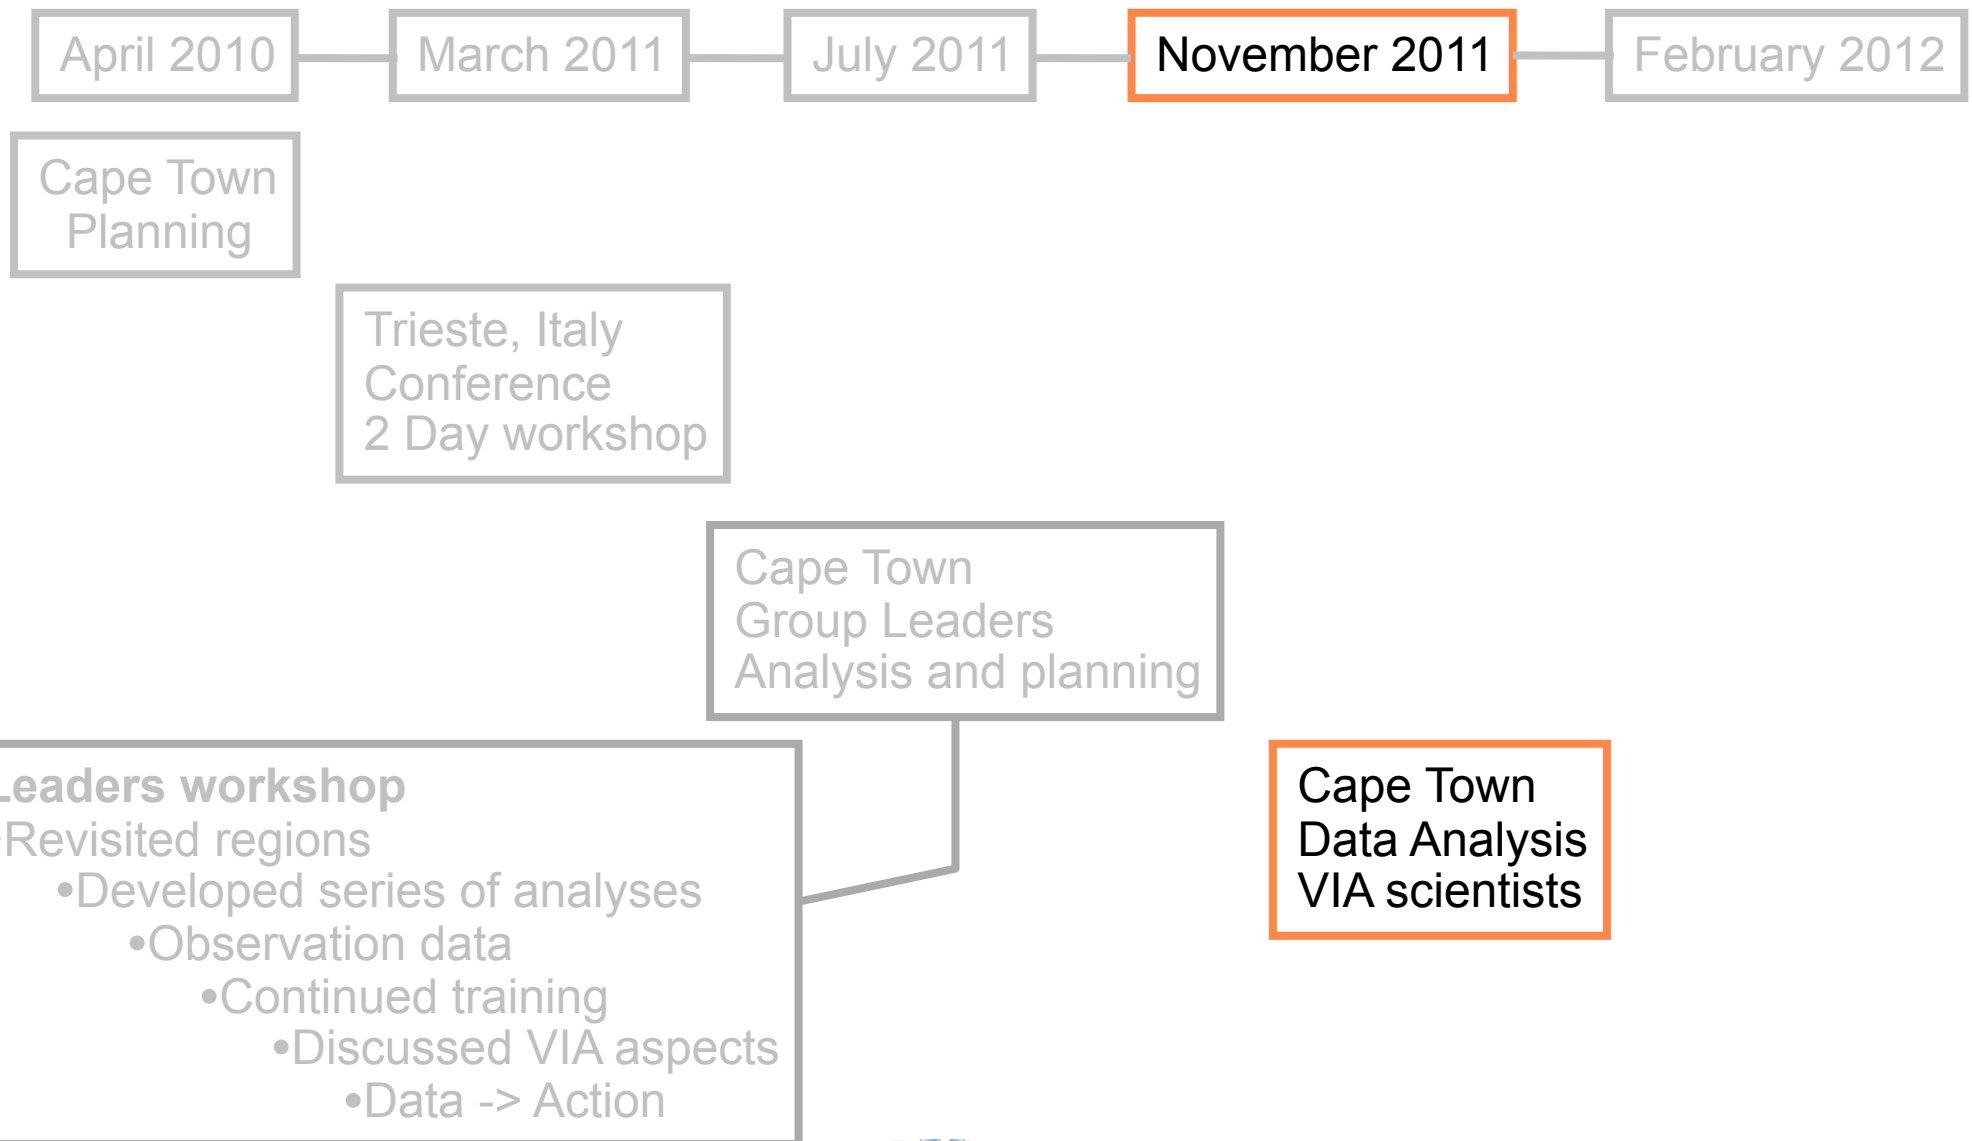 April 2010
March 2011
July 2011
November 2011
February 2012
Cape Town
Planning
Trieste, Italy
Conference
2 Day workshop
Cape Town
Group Leaders
Analysis and planning
Leaders workshop
•Revisited regions
•Developed series of analyses
•Observation data
•Continued training
•Discussed VIA aspects
•Data -> Action
Cape Town
Data Analysis
VIA scientists